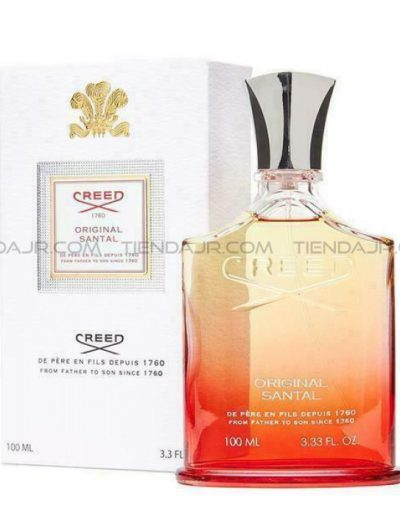 CREED
1760
ORIGINAL
SANTAL
DE PÈRE EN FILS DEPUIS 1760
FROM FATHER TO SON SINCE 1760
CREED
DE PÈRE EN FILS DEPUIS 1760
FROM FATHER TO SON SINCE 1760
100 ML
3.3 F
CREED
ORIGINAL
SANTAL
DE PÈRE EN FILS DEPUIS 1760
FROM FATHER TO SON SINCE 1760
100 ML 3.33 FL. OZ.
NDAJR.COM TIENDAJR.COM TIENDAJR.COM